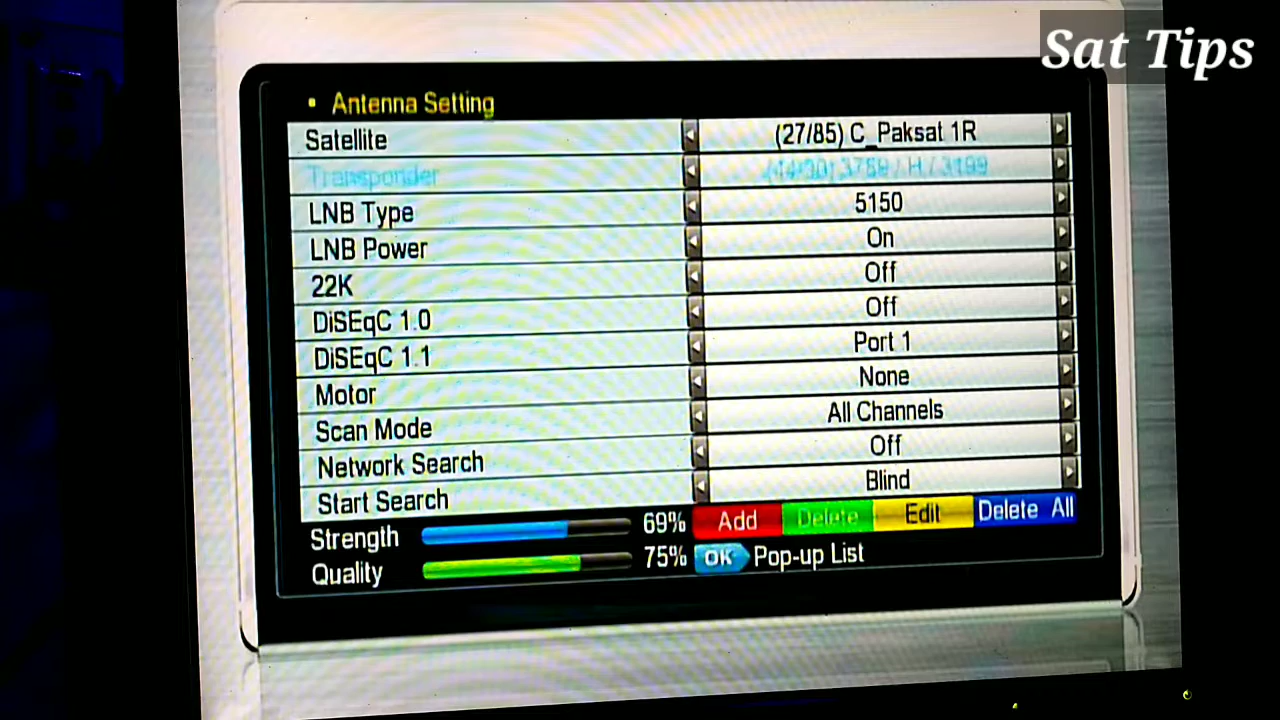 Sat Tips
Antenna Setting
Satellite (27/85) C_Paksat 1R
Transponder / H /
LNB Type 5150
LNB Power On
22K Off
DiSEqC 1.0 Off
DiSEqC 1.1 Port 1
Motor None
Scan Mode All Channels
Network Search Off
Start Search Blind
Strength 69% Add Delete Edit Delete All
Quality 75% OK Pop-up List